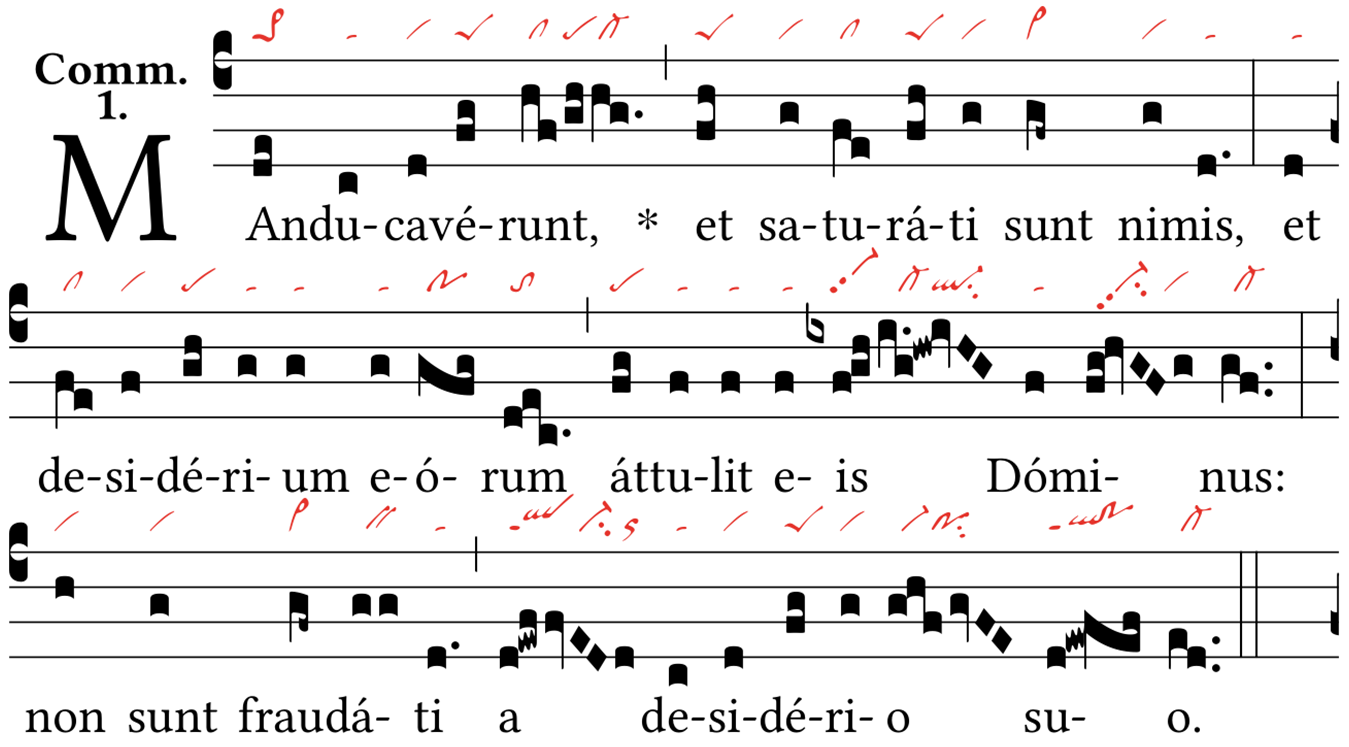 Comm.
1.
MAndu-cavé-runt, * et sa-tu-rá-ti sunt nimis, et
de-si-dé-ri-um e-ó-rum áttu-lit e-is Dómi-nus:
non sunt fraudá-ti a de-si-dé-ri-o su-o.